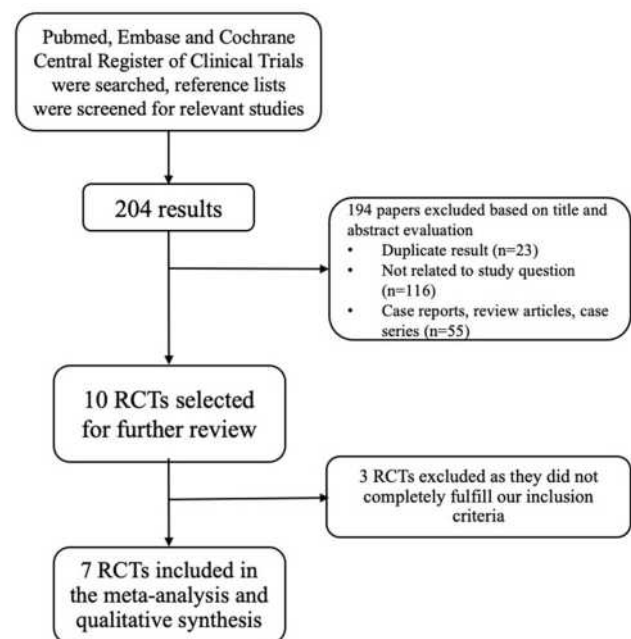 Pubmed, Embase and Cochrane
Central Register of Clinical Trials
were searched, reference lists
were screened for relevant studies
204 results
194 papers excluded based on title and
abstract evaluation
• Duplicate result (n=23)
• Not related to study question
(n=116)
• Case reports, review articles, case
series (n=55)
10 RCTs selected
for further review
3 RCTs excluded as they did not
completely fulfill our inclusion
criteria
7 RCTs included in
the meta-analysis and
qualitative synthesis